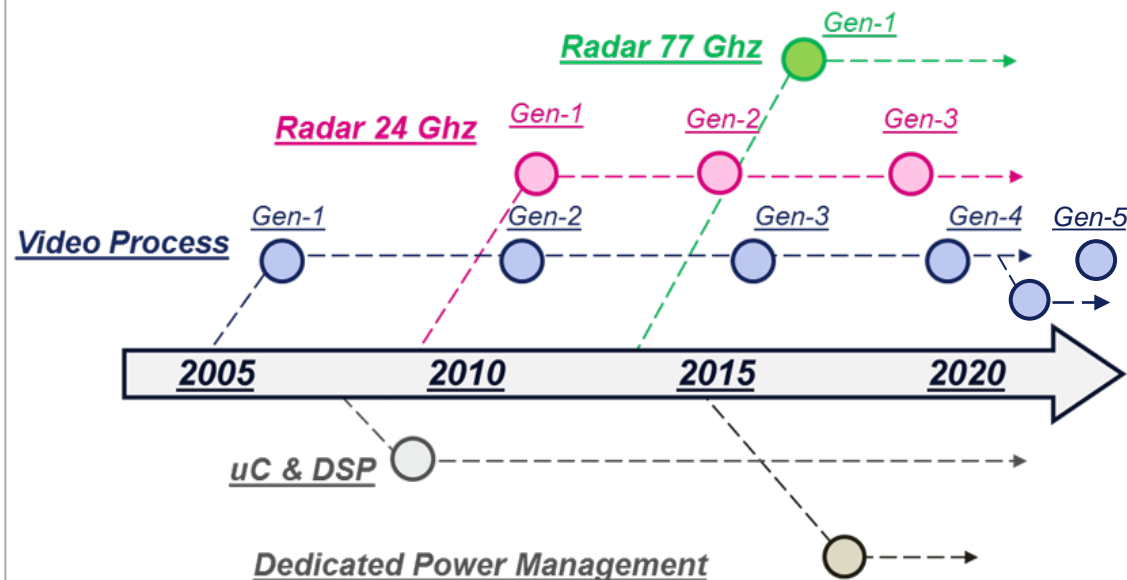 Gen-1
Radar 77 Ghz
Radar 24 Ghz
Gen-1
Gen-2
Gen-3
Video Process
Gen-1
Gen-2
Gen-3
Gen-4
Gen-5
2005
2010
2015
2020
uC & DSP
Dedicated Power Management